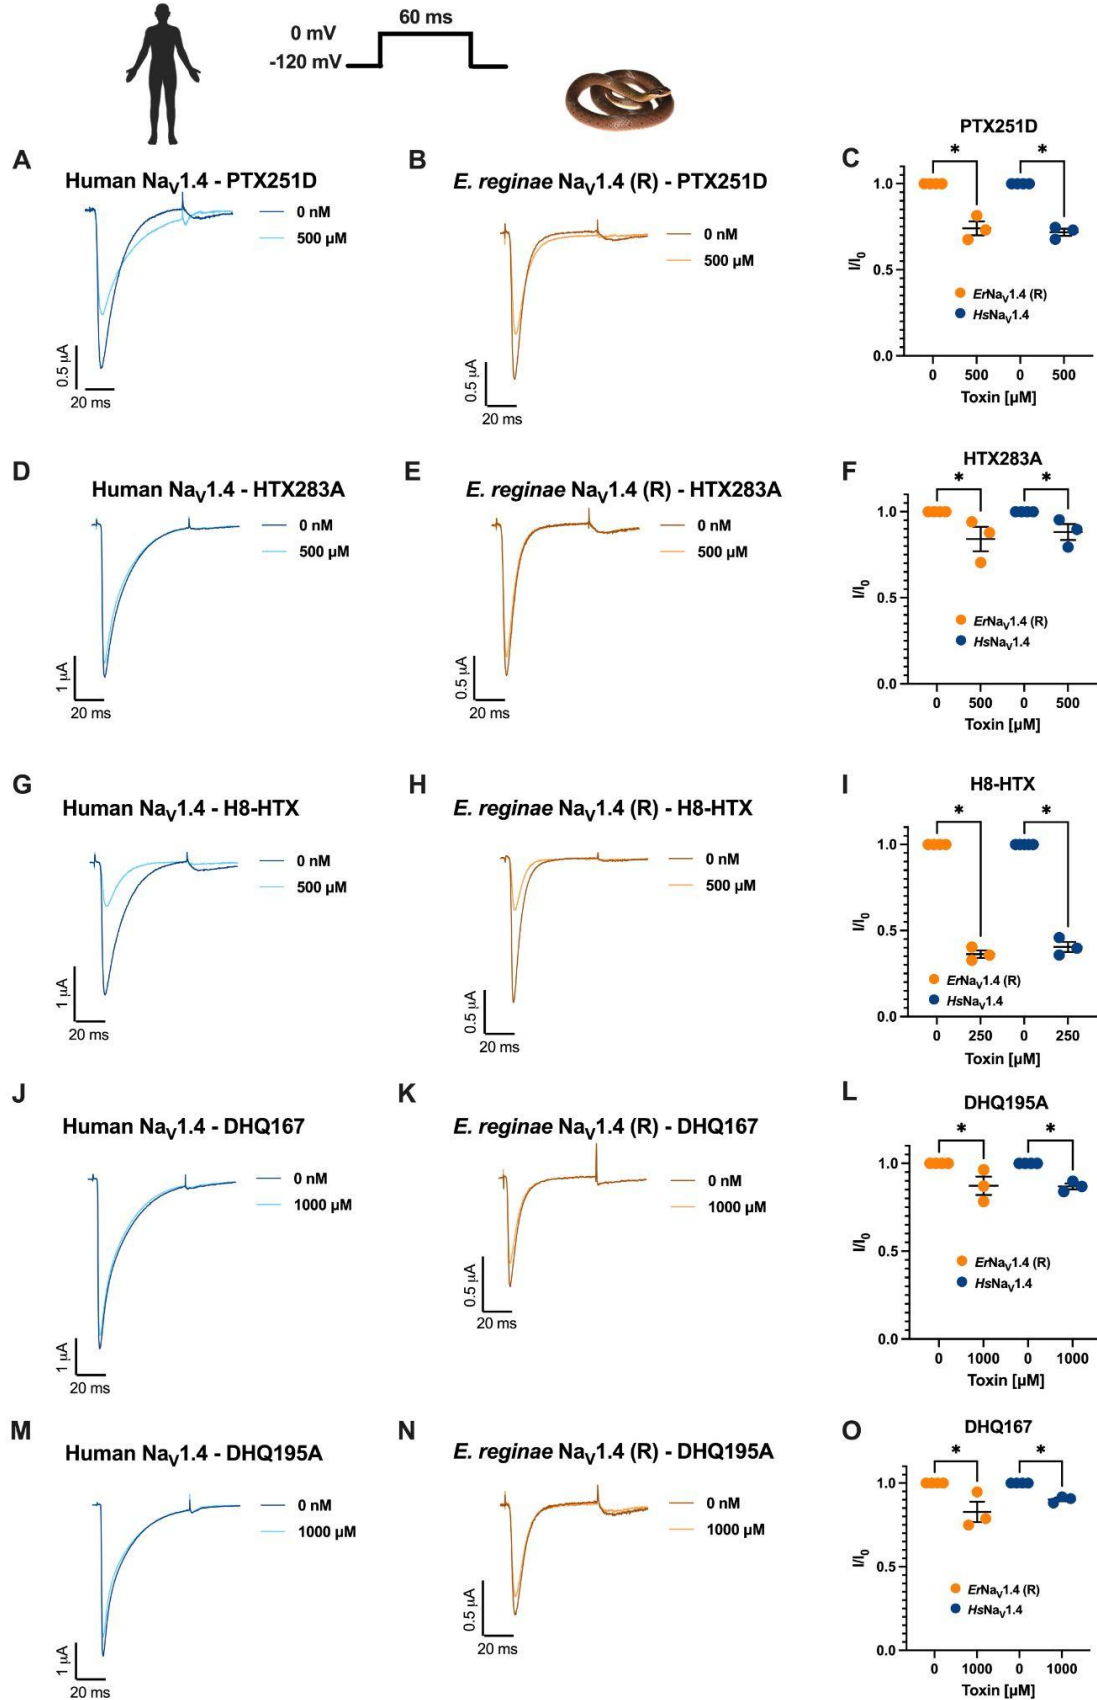 60 ms
0 mV
-120 mV
A
Human NaV1.4 - PTX251D
0 nM
500 µM
0.5 µA
20 ms
B
E. reginae NaV1.4 (R) - PTX251D
0 nM
500 µM
0.5 µA
20 ms
C
PTX251D
*
*
1.0
0.5
0.0
I/I0
ErNaV1.4 (R)
HsNaV1.4
0
500
0
500
Toxin [µM]
D
Human NaV1.4 - HTX283A
0 nM
500 µM
1 µA
20 ms
E
E. reginae NaV1.4 (R) - HTX283A
0 nM
500 µM
0.5 µA
20 ms
F
HTX283A
*
*
1.0
0.5
0.0
I/I0
ErNaV1.4 (R)
HsNaV1.4
0
500
0
500
Toxin [µM]
G
Human NaV1.4 - H8-HTX
0 nM
500 µM
1 µA
20 ms
H
E. reginae NaV1.4 (R) - H8-HTX
0 nM
500 µM
0.5 µA
20 ms
I
H8-HTX
*
*
1.0
0.5
0.0
I/I0
ErNaV1.4 (R)
HsNaV1.4
0
250
0
250
Toxin [µM]
J
Human NaV1.4 - DHQ167
0 nM
1000 µM
1 µA
20 ms
K
E. reginae NaV1.4 (R) - DHQ167
0 nM
1000 µM
0.5 µA
20 ms
L
DHQ195A
*
*
1.0
0.5
0.0
I/I0
ErNaV1.4 (R)
HsNaV1.4
0
1000
0
1000
Toxin [µM]
M
Human NaV1.4 - DHQ195A
0 nM
1000 µM
1 µA
20 ms
N
E. reginae NaV1.4 (R) - DHQ195A
0 nM
1000 µM
0.5 µA
20 ms
O
DHQ167
*
*
1.0
0.5
0.0
I/I0
ErNaV1.4 (R)
HsNaV1.4
0
1000
0
1000
Toxin [µM]